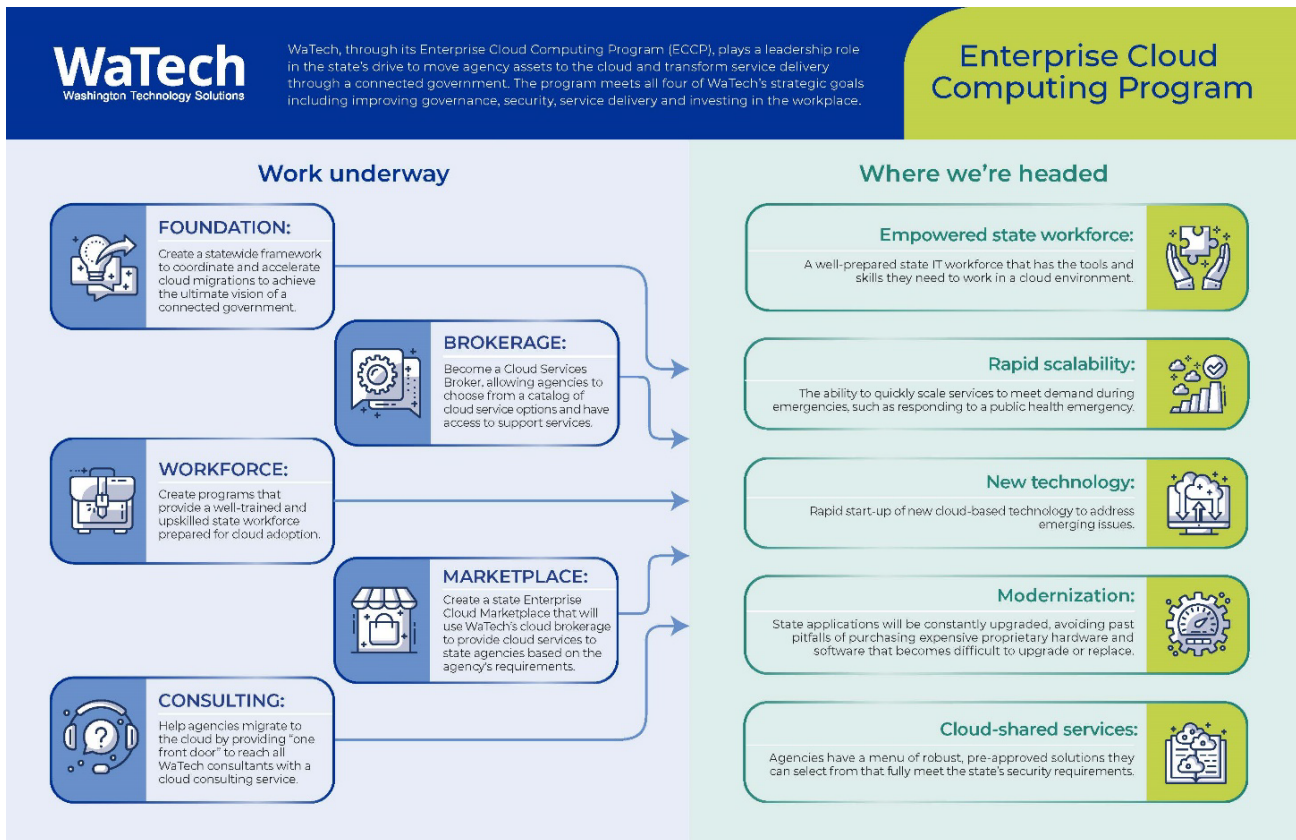 WaTech
Washington Technology Solutions
WaTech, through its Enterprise Cloud Computing Program (ECCP), plays a leadership role
in the state's drive to move agency assets to the cloud and transform service delivery
through a connected government. The program meets all four of WaTech's strategic goals
including improving governance, security, service delivery and investing in the workplace.
Enterprise Cloud
Computing Program
Work underway
FOUNDATION:
Create a statewide framework
to coordinate and accelerate
cloud migrations to achieve
the ultimate vision of a
connected government.
BROKERAGE:
Become a Cloud Services
Broker, allowing agencies to
choose from a catalog of
cloud service options and have
access to support services.
WORKFORCE:
Create programs that
provide a well-trained and
upskilled state workforce
prepared for cloud adoption.
MARKETPLACE:
Create a state Enterprise
Cloud Marketplace that will
use WaTech's cloud brokerage
to provide cloud services to
state agencies based on the
agency's requirements.
CONSULTING:
Help agencies migrate to
the cloud by providing "one
front door" to reach all
WaTech consultants with a
cloud consulting service.
Where we're headed
Empowered state workforce:
A well-prepared state IT workforce that has the tools and
skills they need to work in a cloud environment.
Rapid scalability:
The ability to quickly scale services to meet demand during
emergencies, such as responding to a public health emergency.
New technology:
Rapid start-up of new cloud-based technology to address
emerging issues.
Modernization:
State applications will be constantly upgraded, avoiding past
pitfalls of purchasing expensive proprietary hardware and
software that becomes difficult to upgrade or replace.
Cloud-shared services:
Agencies have a menu of robust, pre-approved solutions they
can select from that fully meet the state's security requirements.